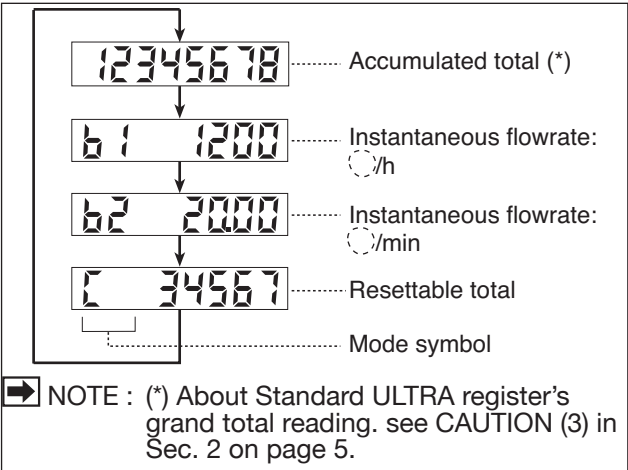 12345678 Accumulated total (*)
b1 1200 Instantaneous flowrate:
/h
b2 20.00 Instantaneous flowrate:
/min
C 34567 Resettable total
Mode symbol
NOTE : (*) About Standard ULTRA register's
grand total reading. see CAUTION (3) in
Sec. 2 on page 5.